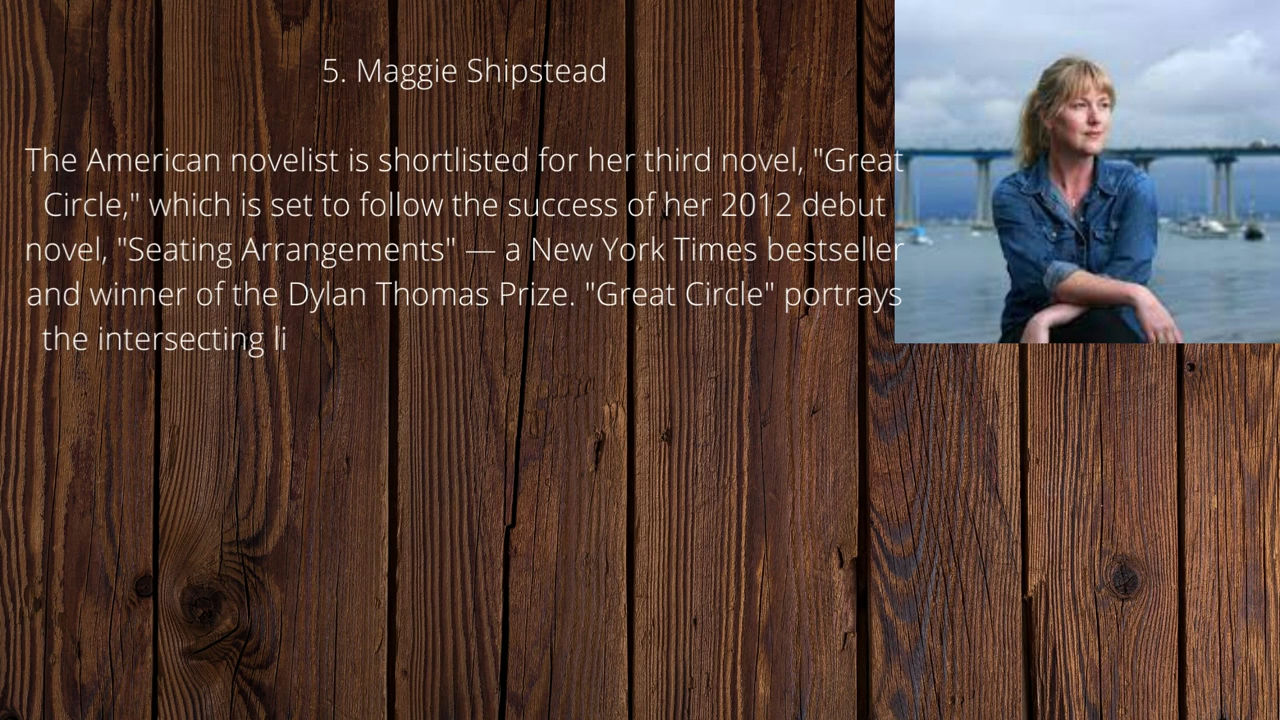 5. Maggie Shipstead
The American novelist is shortlisted for her third novel, "Great
Circle," which is set to follow the success of her 2012 debut
novel, "Seating Arrangements" — a New York Times bestseller
and winner of the Dylan Thomas Prize. "Great Circle" portrays
the intersecting li